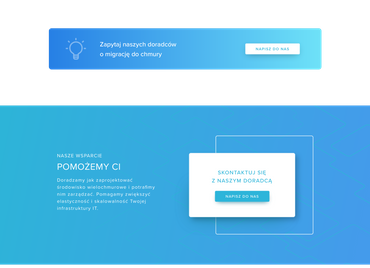 Zapytaj naszych doradców
o migrację do chmury
NAPISZ DO NAS
NASZE WSPARCIE
POMOŻEMY CI
Doradzamy jak zaprojektować
środowisko wielochmurowe i potrafimy
nim zarządzać. Pomagamy zwiększyć
elastyczność i skalowalność Twojej
infrastruktury IT.
SKONTAKTUJ SIĘ
Z NASZYM DORADCĄ
NAPISZ DO NAS